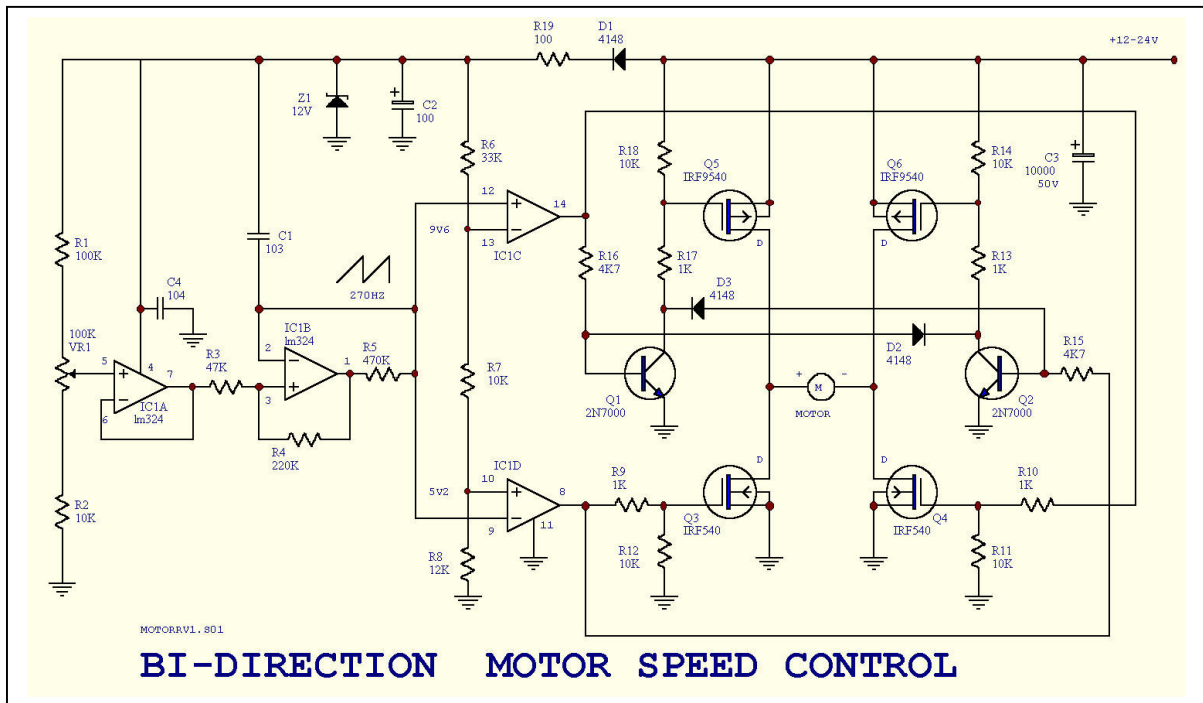 R19
100
D1
4148
+12-24V
Z1
12V
C2
100
R6
33K
R18
10K
Q5
IRF9540
Q6
IRF9540
R14
10K
C3
10000
50V
R1
100K
C1
103
12
14
9V6
13
IC1C
D
D
R16
4K7
R17
1K
R13
1K
270HZ
C4
104
D3
4148
100K
VR1
IC1B
lm324
2
1
3
R5
470K
R3
47K
5
4
7
6
IC1A
lm324
D2
4148
R15
4K7
R7
10K
+
M
-
MOTOR
Q1
2N7000
Q2
2N7000
R4
220K
IC1D
D
D
R2
10K
5V2
10
8
9
11
R9
1K
R10
1K
Q3
IRF540
Q4
IRF540
R8
12K
R12
10K
R11
10K
MOTORRV1.801
BI-DIRECTION MOTOR SPEED CONTROL